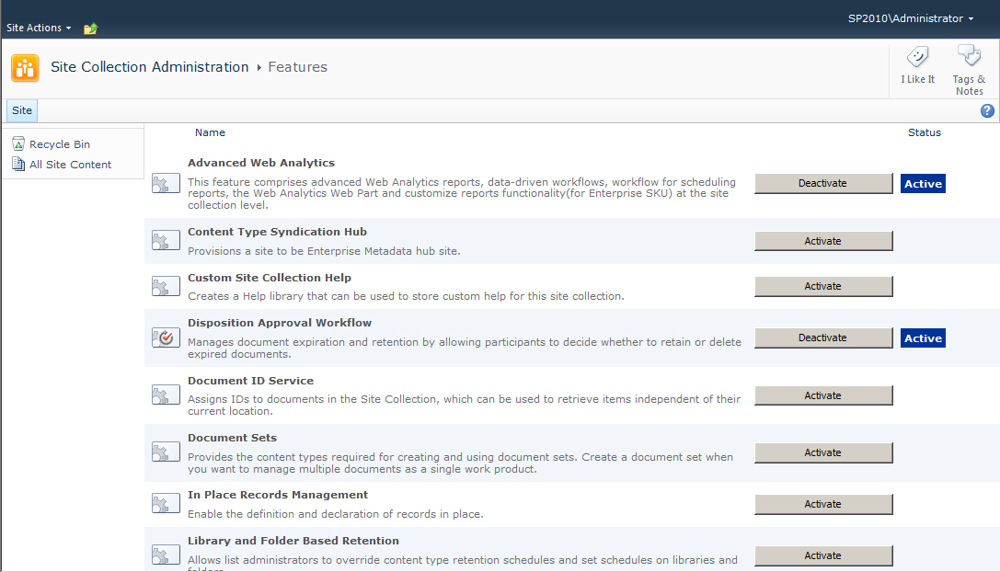 SP2010\Administrator
Site Actions
Site Collection Administration
Features
I Like It
Tags &
Notes
Site
Recycle Bin
All Site Content
Name
Status
Advanced Web Analytics
This feature comprises advanced Web Analytics reports, data-driven workflows, workflow for scheduling
reports, the Web Analytics Web Part and customize reports functionality(for Enterprise SKU) at the site
collection level.
Deactivate
Active
Content Type Syndication Hub
Provisions a site to be Enterprise Metadata hub site.
Activate
Custom Site Collection Help
Creates a Help library that can be used to store custom help for this site collection.
Activate
Disposition Approval Workflow
Manages document expiration and retention by allowing participants to decide whether to retain or delete
expired documents.
Deactivate
Active
Document ID Service
Assigns IDs to documents in the Site Collection, which can be used to retrieve items independent of their
current location.
Activate
Document Sets
Provides the content types required for creating and using document sets. Create a document set when
you want to manage multiple documents as a single work product.
Activate
In Place Records Management
Enable the definition and declaration of records in place.
Activate
Library and Folder Based Retention
Allows list administrators to override content type retention schedules and set schedules on libraries and
Activate